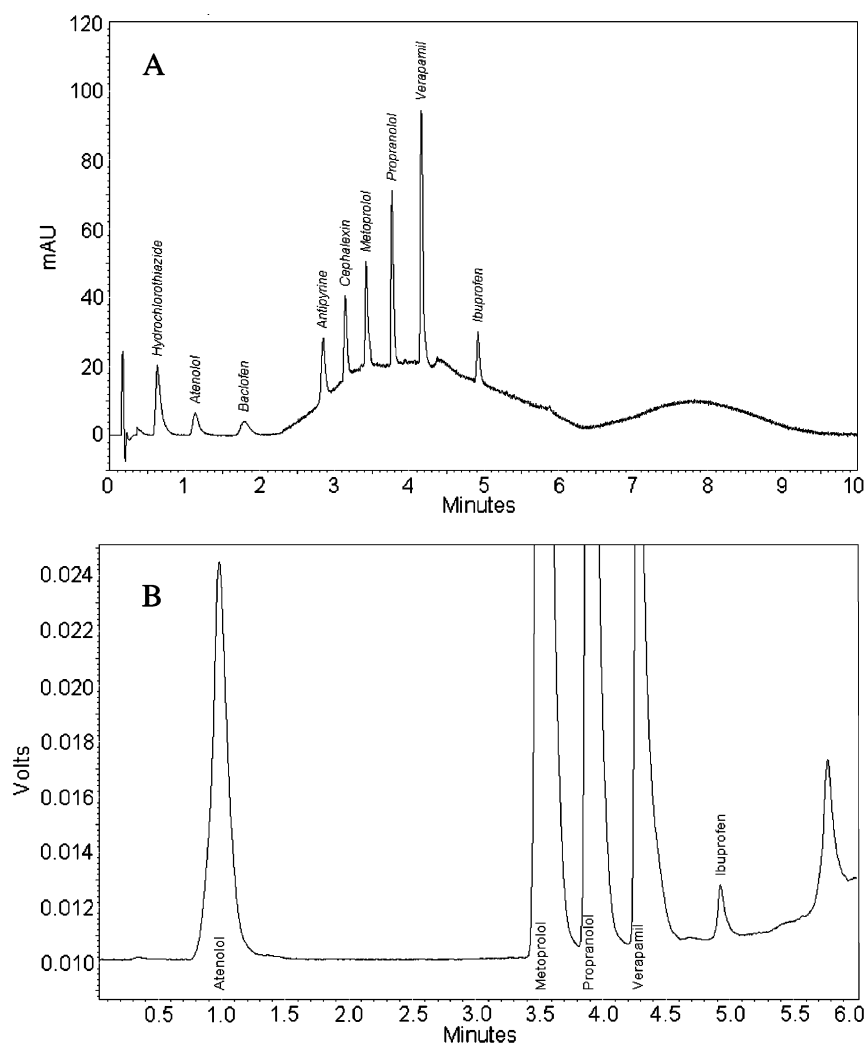 A
120
100
80
60
40
20
0
mAU
Hydrochlorothiazide
Atenolol
Baclofen
Antipyrine
Cephalexin
Metoprolol
Propranolol
Verapamil
Ibuprofen
0 1 2 3 4 5 6 7 8 9 10
Minutes
B
0.024
0.022
0.020
0.018
0.016
0.014
0.012
0.010
Volts
Atenolol
Metoprolol
Propranolol
Verapamil
Ibuprofen
0.5 1.0 1.5 2.0 2.5 3.0 3.5 4.0 4.5 5.0 5.5 6.0
Minutes